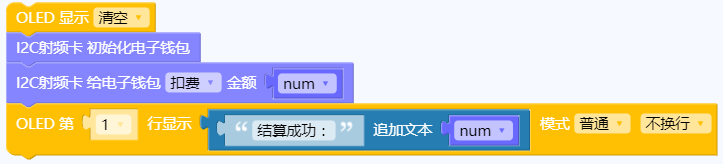 OLED 显示 清空
I2C射频卡 初始化电子钱包
I2C射频卡 给电子钱包 扣费 金额 num
OLED 第 1 行显示 “ 结算成功： ” 追加文本 num 模式 普通 不换行